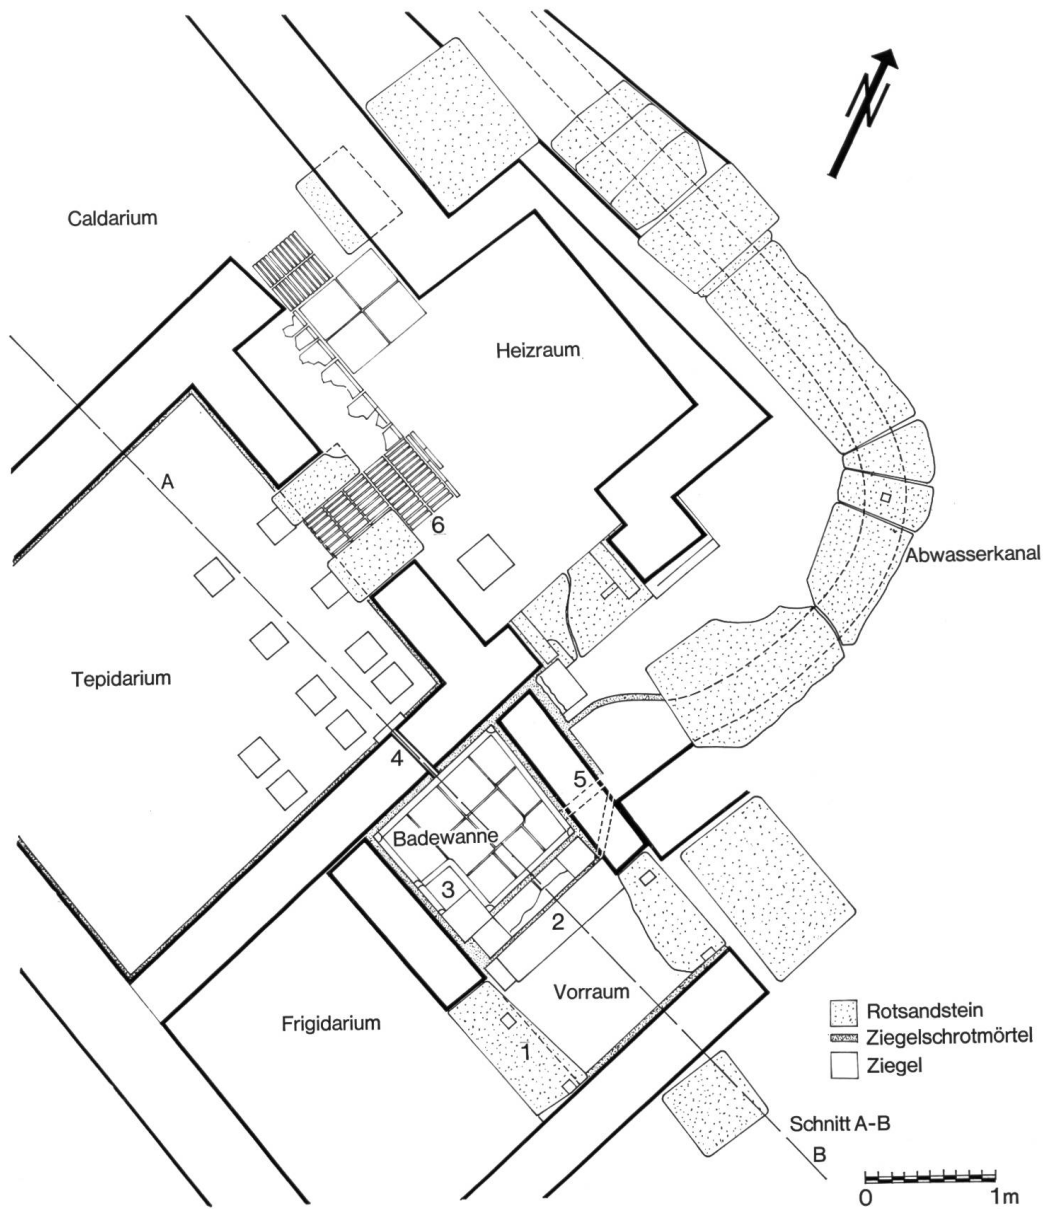 N
Caldarium
Heizraum
A
6
Abwasserkanal
Tepidarium
4
5
Badewanne
3
2
Vorraum
Frigidarium
1
Rotsandstein
Ziegelschrotmörtel
Ziegel
Schnitt A-B
B
0 1m